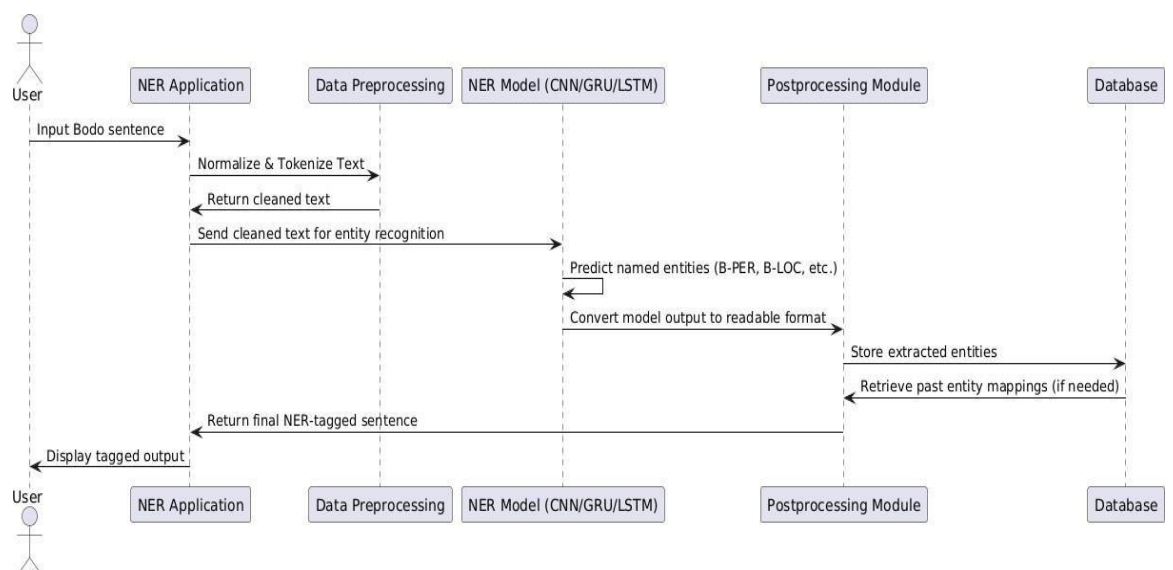 User
NER Application
Data Preprocessing
NER Model (CNN/GRU/LSTM)
Postprocessing Module
Database
Input Bodo sentence
Normalize & Tokenize Text
Return cleaned text
Send cleaned text for entity recognition
Predict named entities (B-PER, B-LOC, etc.)
Convert model output to readable format
Store extracted entities
Retrieve past entity mappings (if needed)
Return final NER-tagged sentence
Display tagged output
User
NER Application
Data Preprocessing
NER Model (CNN/GRU/LSTM)
Postprocessing Module
Database